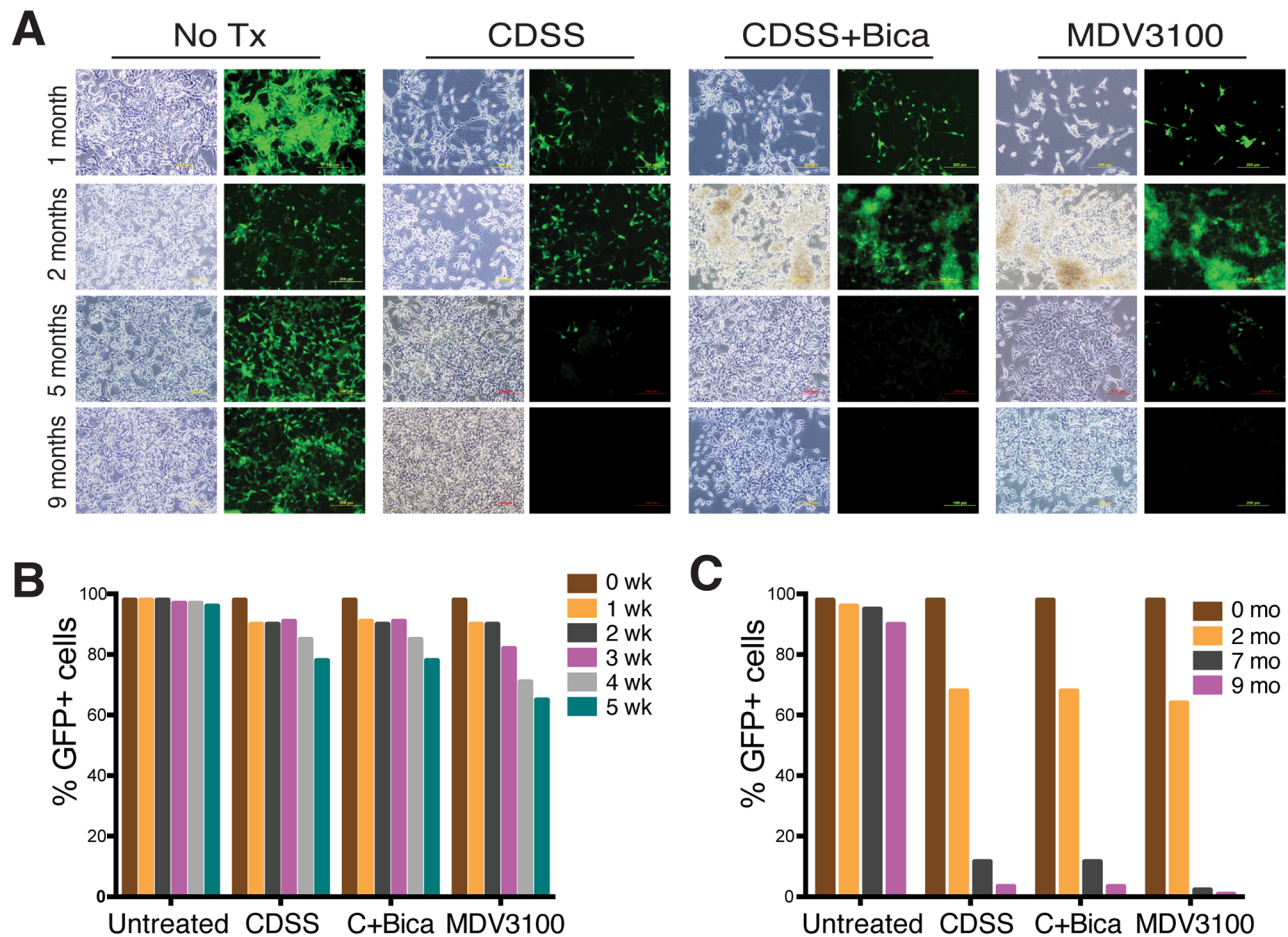 A
No Tx CDSS CDSS+Bica MDV3100
1 month
2 months
5 months
9 months
B
% GFP+ cells
100
80
60
40
20
0
Untreated CDSS C+Bica MDV3100
0 wk
1 wk
2 wk
3 wk
4 wk
5 wk
C
% GFP+ cells
100
80
60
40
20
0
Untreated CDSS C+Bica MDV3100
0 mo
2 mo
7 mo
9 mo